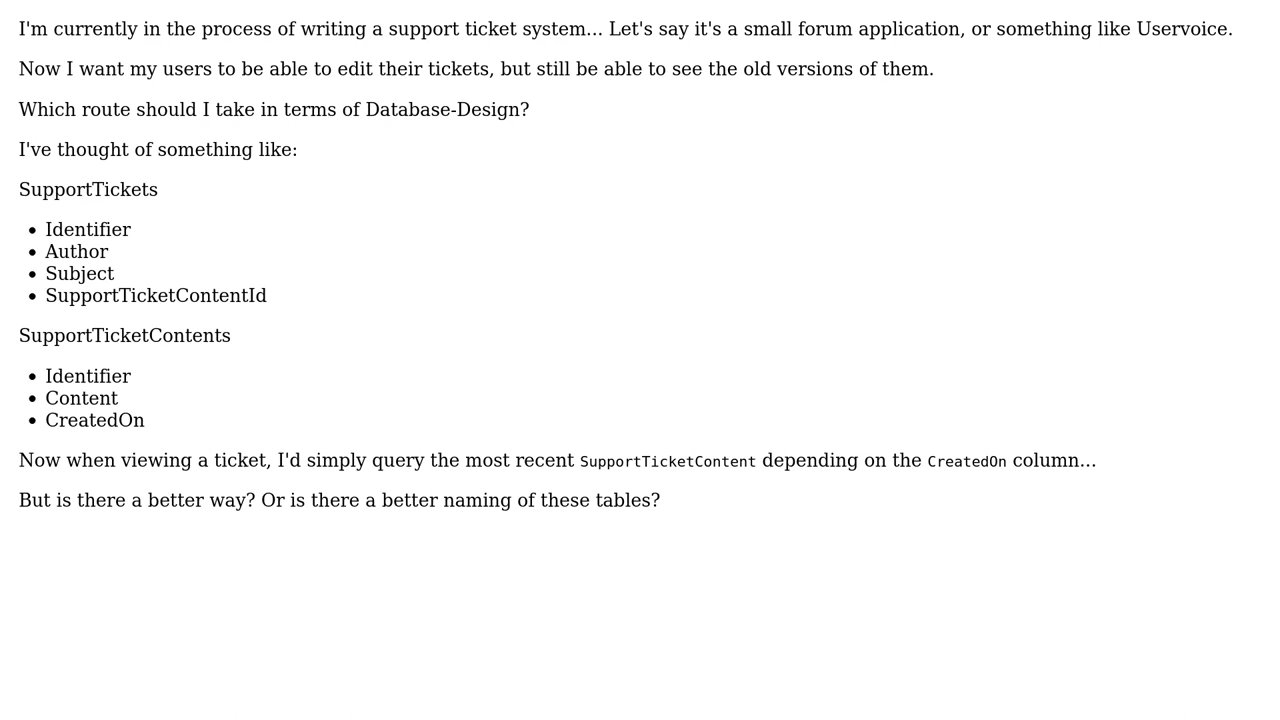 I'm currently in the process of writing a support ticket system... Let's say it's a small forum application, or something like Uservoice.
Now I want my users to be able to edit their tickets, but still be able to see the old versions of them.
Which route should I take in terms of Database-Design?
I've thought of something like:
SupportTickets
• Identifier
• Author
• Subject
• SupportTicketContentId
SupportTicketContents
• Identifier
• Content
• CreatedOn
Now when viewing a ticket, I'd simply query the most recent SupportTicketContent depending on the CreatedOn column...
But is there a better way? Or is there a better naming of these tables?